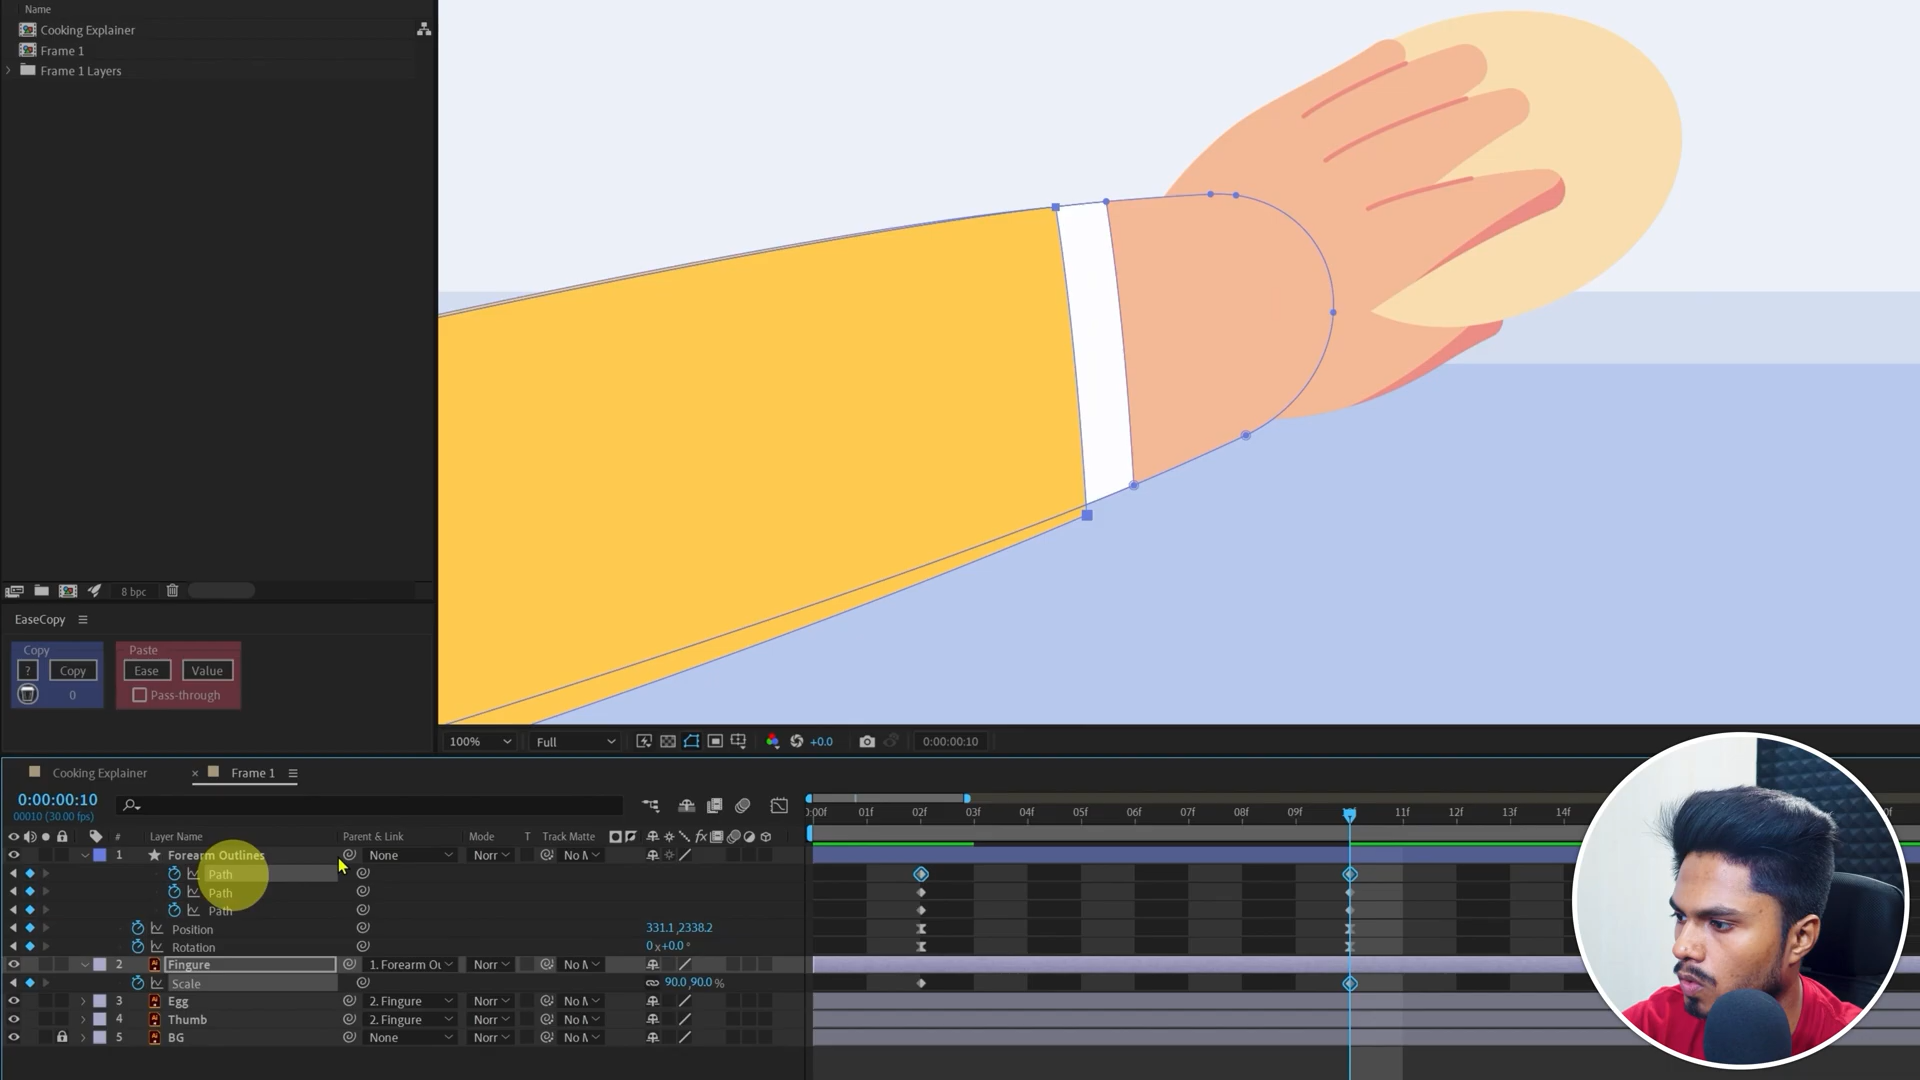 Name
Cooking Explainer
Frame 1
Frame 1 Layers
8 bpc
EaseCopy
Copy
? Copy
0
Paste
Ease Value
Pass-through
100% Full +0.0 0:00:00:10
Cooking Explainer × Frame 1
0:00:00:10
00010 (30.00 fps)
:00f 01f 02f 03f 04f 05f 06f 07f 08f 09f 11f 12f 13f 14f
# Layer Name Parent & Link Mode T Track Matte fx
1 Forearm Outlines None Norr No M
Path
Path
Path
Position 331.1,2338.2
Rotation 0x+0.0°
2 Fingure 1. Forearm Ou Norr No M
Scale 90.0,90.0 %
3 Egg 2. Fingure Norr No M
4 Thumb 2. Fingure Norr No M
5 BG None Norr No M